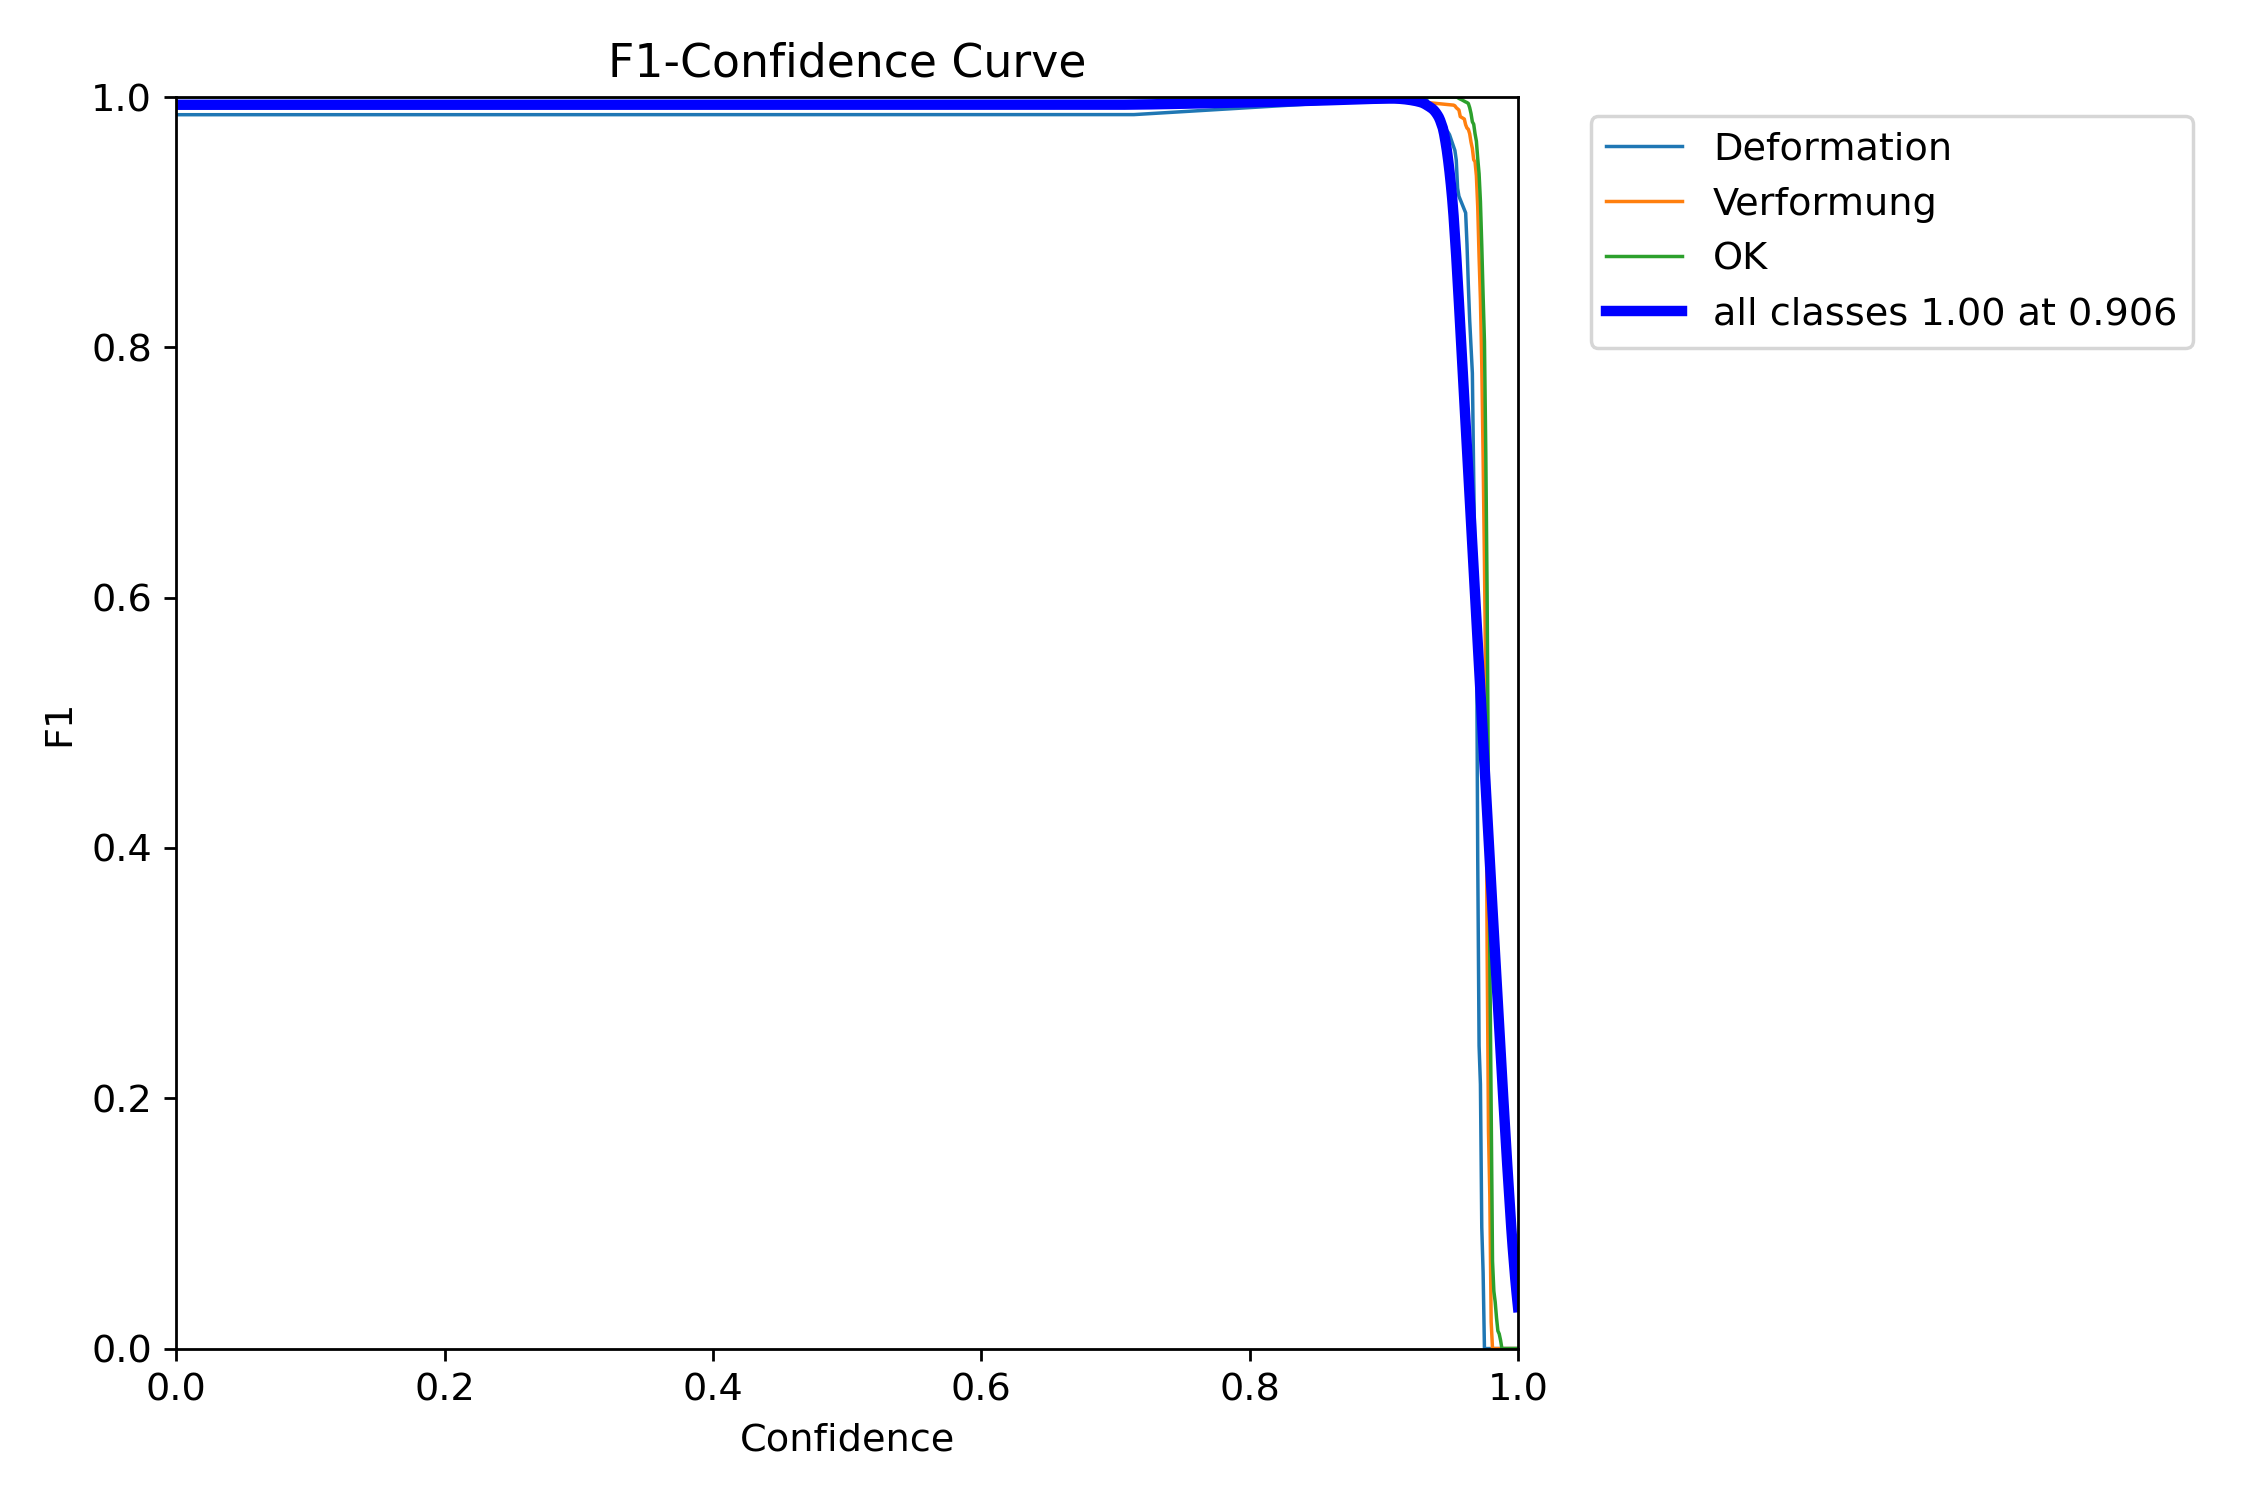 F1-Confidence Curve
1.0
0.8
0.6
0.4
0.2
0.0
F1
0.0 0.2 0.4 0.6 0.8 1.0
Confidence
Deformation
Verformung
OK
all classes 1.00 at 0.906